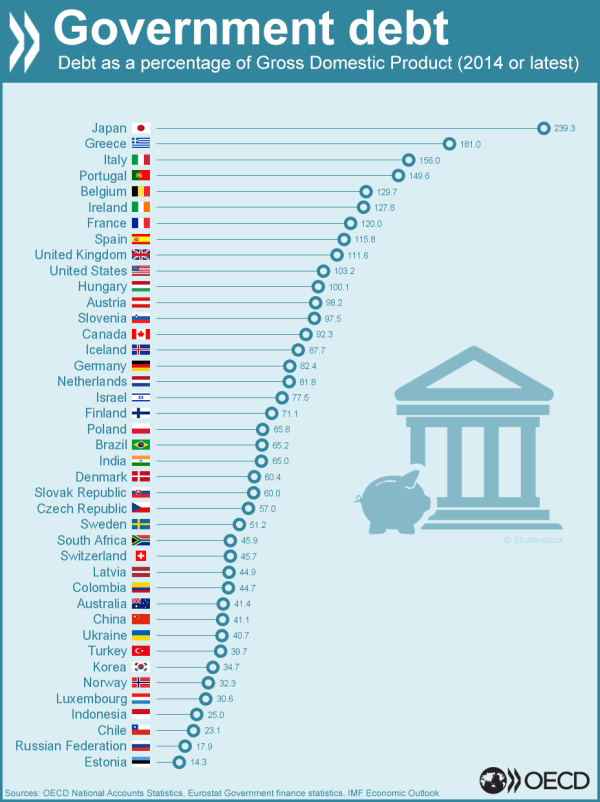 Government debt
Debt as a percentage of Gross Domestic Product (2014 or latest)
Japan 239.3
Greece 181.0
Italy 156.0
Portugal 149.6
Belgium 129.7
Ireland 127.8
France 120.0
Spain 115.8
United Kingdom 111.6
United States 103.2
Hungary 100.1
Austria 98.2
Slovenia 97.5
Canada 92.3
Iceland 87.7
Germany 82.4
Netherlands 81.8
Israel 77.5
Finland 71.1
Poland 65.8
Brazil 65.2
India 65.0
Denmark 60.4
Slovak Republic 60.0
Czech Republic 57.0
Sweden 51.2
South Africa 45.9
© Shutterstock
Switzerland 45.7
Latvia 44.9
Colombia 44.7
Australia 41.4
China 41.1
Ukraine 40.7
Turkey 39.7
Korea 34.7
Norway 32.3
Luxembourg 30.6
Indonesia 25.0
Chile 23.1
Russian Federation 17.9
Estonia 14.3
Sources: OECD National Accounts Statistics, Eurostat Government finance statistics, IMF Economic Outlook
OECD